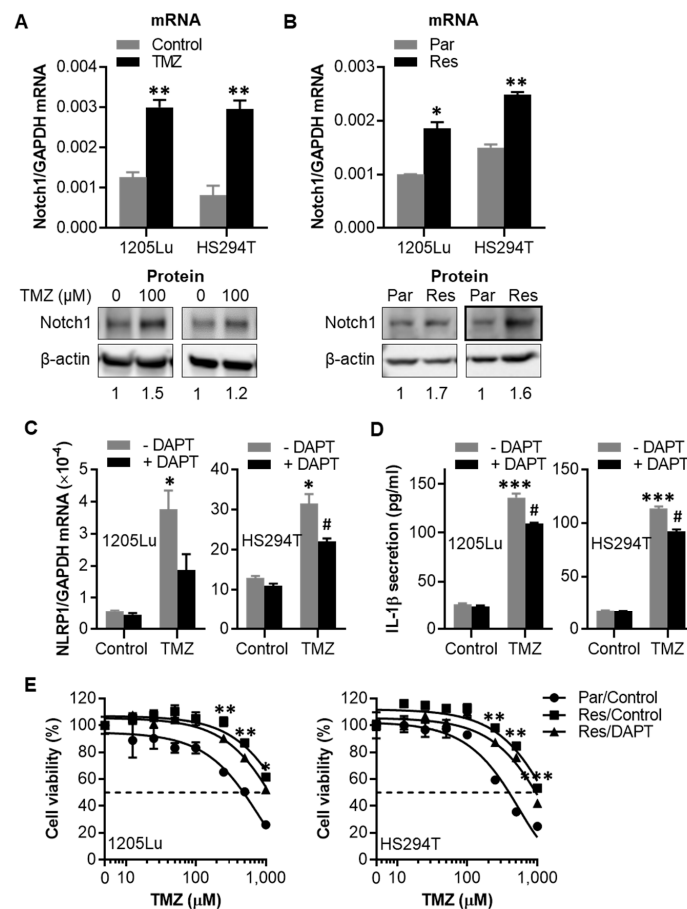 A
mRNA
Control
TMZ
Notch1/GAPDH mRNA
0.004
0.003
0.002
0.001
0.000
** **
1205Lu HS294T
Protein
TMZ (μM) 0 100 0 100
Notch1
β-actin
1 1.5 1 1.2
B
mRNA
Par
Res
Notch1/GAPDH mRNA
0.003
0.002
0.001
0.000
* **
1205Lu HS294T
Protein
Par Res Par Res
Notch1
β-actin
1 1.7 1 1.6
C
- DAPT
+ DAPT
NLRP1/GAPDH mRNA (×10-4)
5
4
3
2
1
0
1205Lu
*
Control TMZ
- DAPT
+ DAPT
40
30
20
10
0
HS294T
*
#
Control TMZ
D
- DAPT
+ DAPT
IL-1β secretion (pg/ml)
150
100
50
0
1205Lu
***
#
Control TMZ
- DAPT
+ DAPT
150
100
50
0
HS294T
***
#
Control TMZ
E
Cell viability (%)
120
100
80
60
40
20
0
**
**
*
1205Lu
0 10 100 1,000
TMZ (μM)
Cell viability (%)
120
100
80
60
40
20
0
**
**
***
HS294T
0 10 100 1,000
TMZ (μM)
Par/Control
Res/Control
Res/DAPT